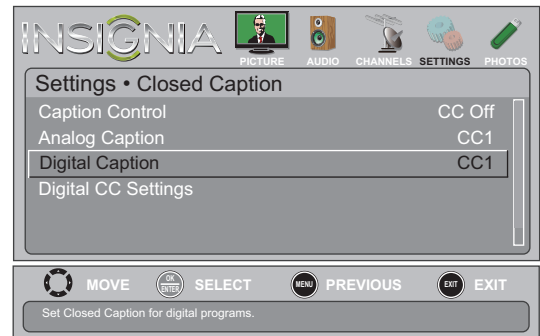 INSIGNIA
PICTURE AUDIO CHANNELS SETTINGS PHOTOS
Settings • Closed Caption
Caption Control CC Off
Analog Caption CC1
Digital Caption CC1
Digital CC Settings
MOVE OK ENTER SELECT MENU PREVIOUS EXIT EXIT
Set Closed Caption for digital programs.